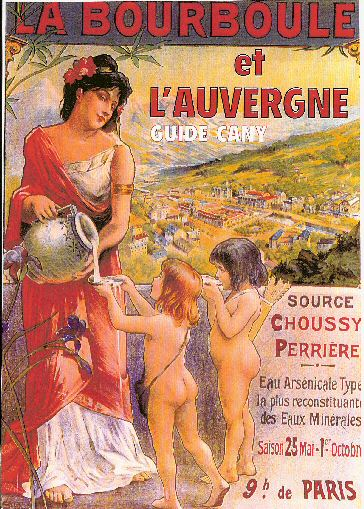 LA BOURBOULE
et
L'AUVERGNE
GUIDE CANY
SOURCE
CHOUSSY
PERRIÈRE
Eau Arsénicale Type
la plus reconstituante
des Eaux Minérales
Saison 25 Mai-1er Octobre
9h. de PARIS